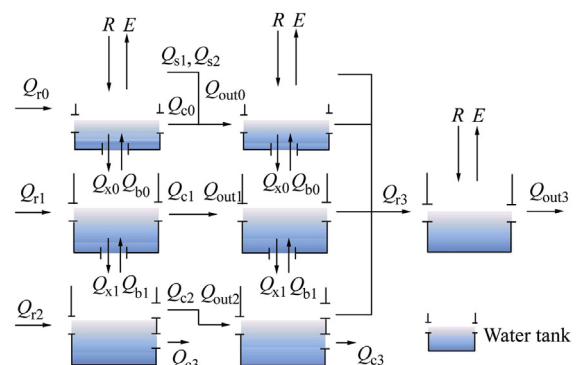 R E R E
Q_s1, Q_s2
Q_r0 Q_c0 Q_out0
R E
Q_x0 Q_b0 Q_x0 Q_b0
Q_r1 Q_c1 Q_out1 Q_r3 Q_out3
Q_x1 Q_b1 Q_x1 Q_b1
Q_r2 Q_c2 Q_out2
Water tank
Q_c3 Q_c3